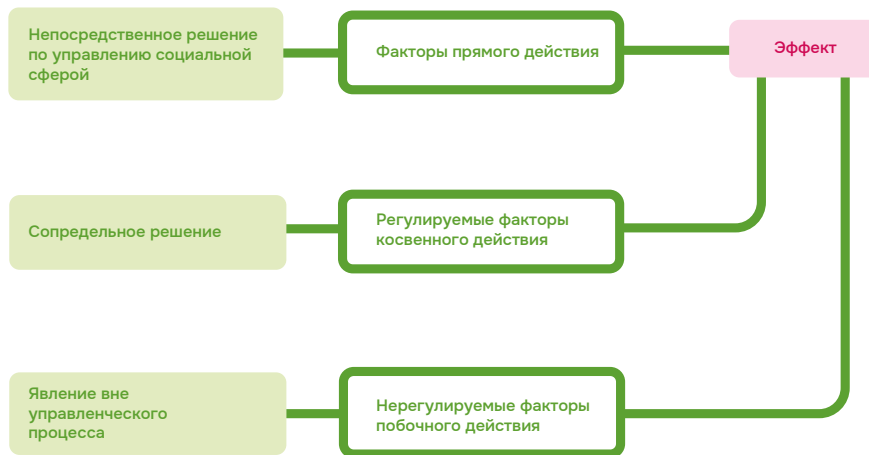 Непосредственное решение
по управлению социальной
сферой
Факторы прямого действия
Эффект
Сопредельное решение
Регулируемые факторы
косвенного действия
Явление вне
управленческого
процесса
Нерегулируемые факторы
побочного действия